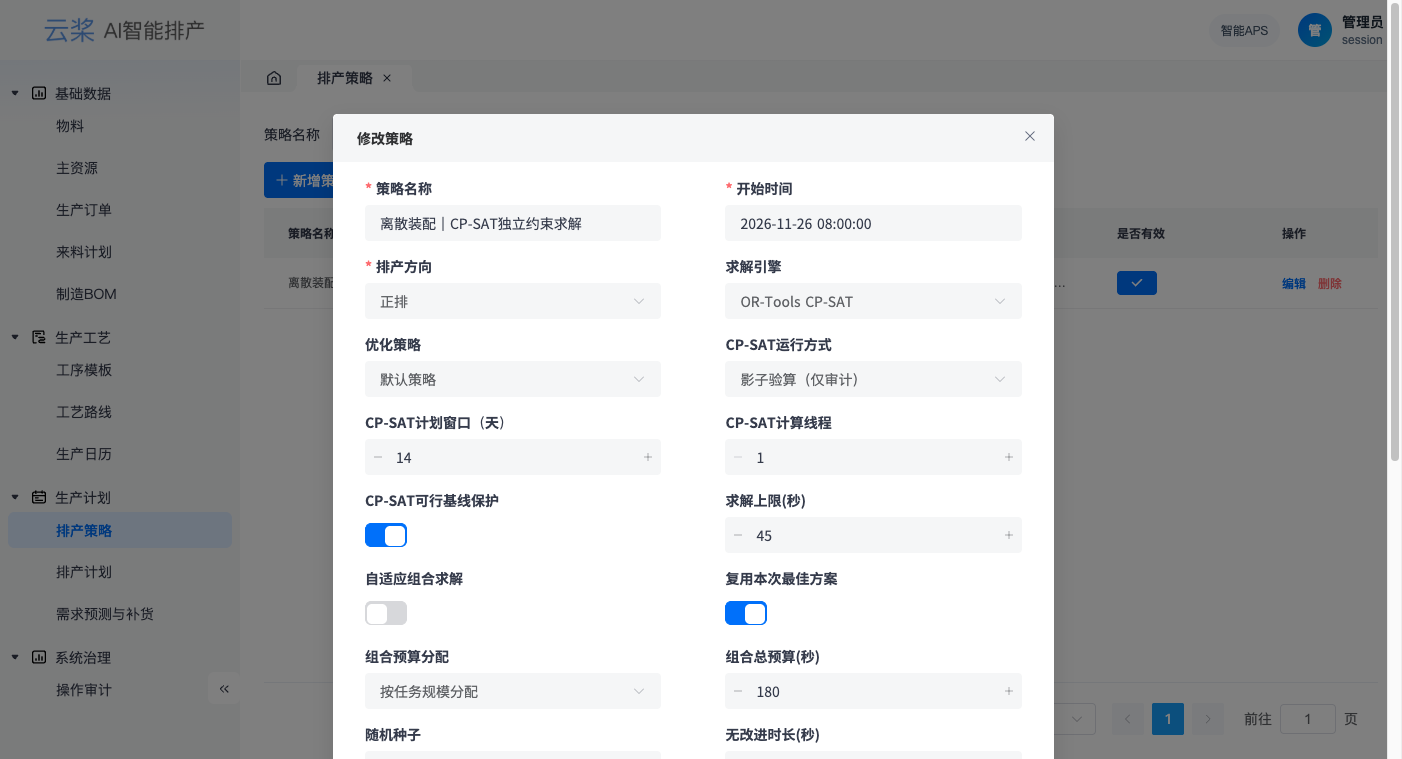 云桨 AI智能排产
智能APS
管
管理员
session
基础数据
物料
主资源
生产订单
来料计划
制造BOM
生产工艺
工序模板
工艺路线
生产日历
生产计划
排产策略
排产计划
需求预测与补货
系统治理
操作审计
排产策略
策略名称
新增策
策略名称
是否有效
操作
离散装配
...
编辑 删除
修改策略
* 策略名称
离散装配｜CP-SAT独立约束求解
* 开始时间
2026-11-26 08:00:00
* 排产方向
正排
求解引擎
OR-Tools CP-SAT
优化策略
默认策略
CP-SAT运行方式
影子验算（仅审计）
CP-SAT计划窗口（天）
14
CP-SAT计算线程
1
CP-SAT可行基线保护
求解上限(秒)
45
自适应组合求解
复用本次最佳方案
组合预算分配
按任务规模分配
组合总预算(秒)
180
随机种子
无改进时长(秒)
1
前往 1 页